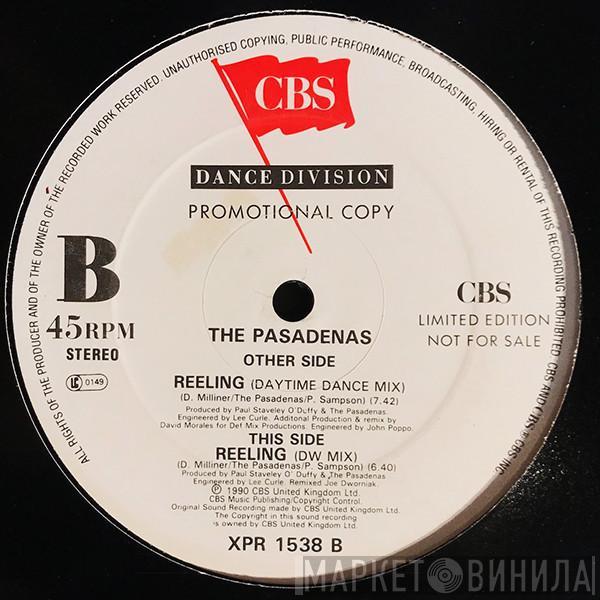 ALL RIGHTS OF THE PRODUCER AND OF THE OWNER OF THE RECORDED WORK RESERVED. UNAUTHORISED COPYING, PUBLIC PERFORMANCE, BROADCASTING, HIRING OR RENTAL OF THIS RECORDING PROHIBITED.
CBS
DANCE DIVISION
PROMOTIONAL COPY
B
45 RPM
STEREO
LC 0149
CBS
LIMITED EDITION
NOT FOR SALE
THE PASADENAS
OTHER SIDE
REELING (DAYTIME DANCE MIX)
(D. Milliner/The Pasadenas/P. Sampson) (7.42)
Produced by Paul Staveley O'Duffy & The Pasadenas.
Engineered by Lee Curle. Additonal Production & remix by
David Morales for Def Mix Productions. Engineered by John Poppo.
THIS SIDE
REELING (DW MIX)
(D. Milliner/The Pasadenas/P. Sampson) (6.40)
Produced by Paul Staveley O' Duffy & The Pasadenas
Engineered by Lee Curle. Remixed Joe Dworniak.
℗ 1990 CBS United Kingdom Ltd.
CBS Music Publishing/Copyright Control.
Original Sound Recording made by CBS United Kingdom Ltd.
The Copyright in this sound recording
is owned by CBS United Kingdom Ltd.
XPR 1538 B
МАРКЕТ ВИНИЛА